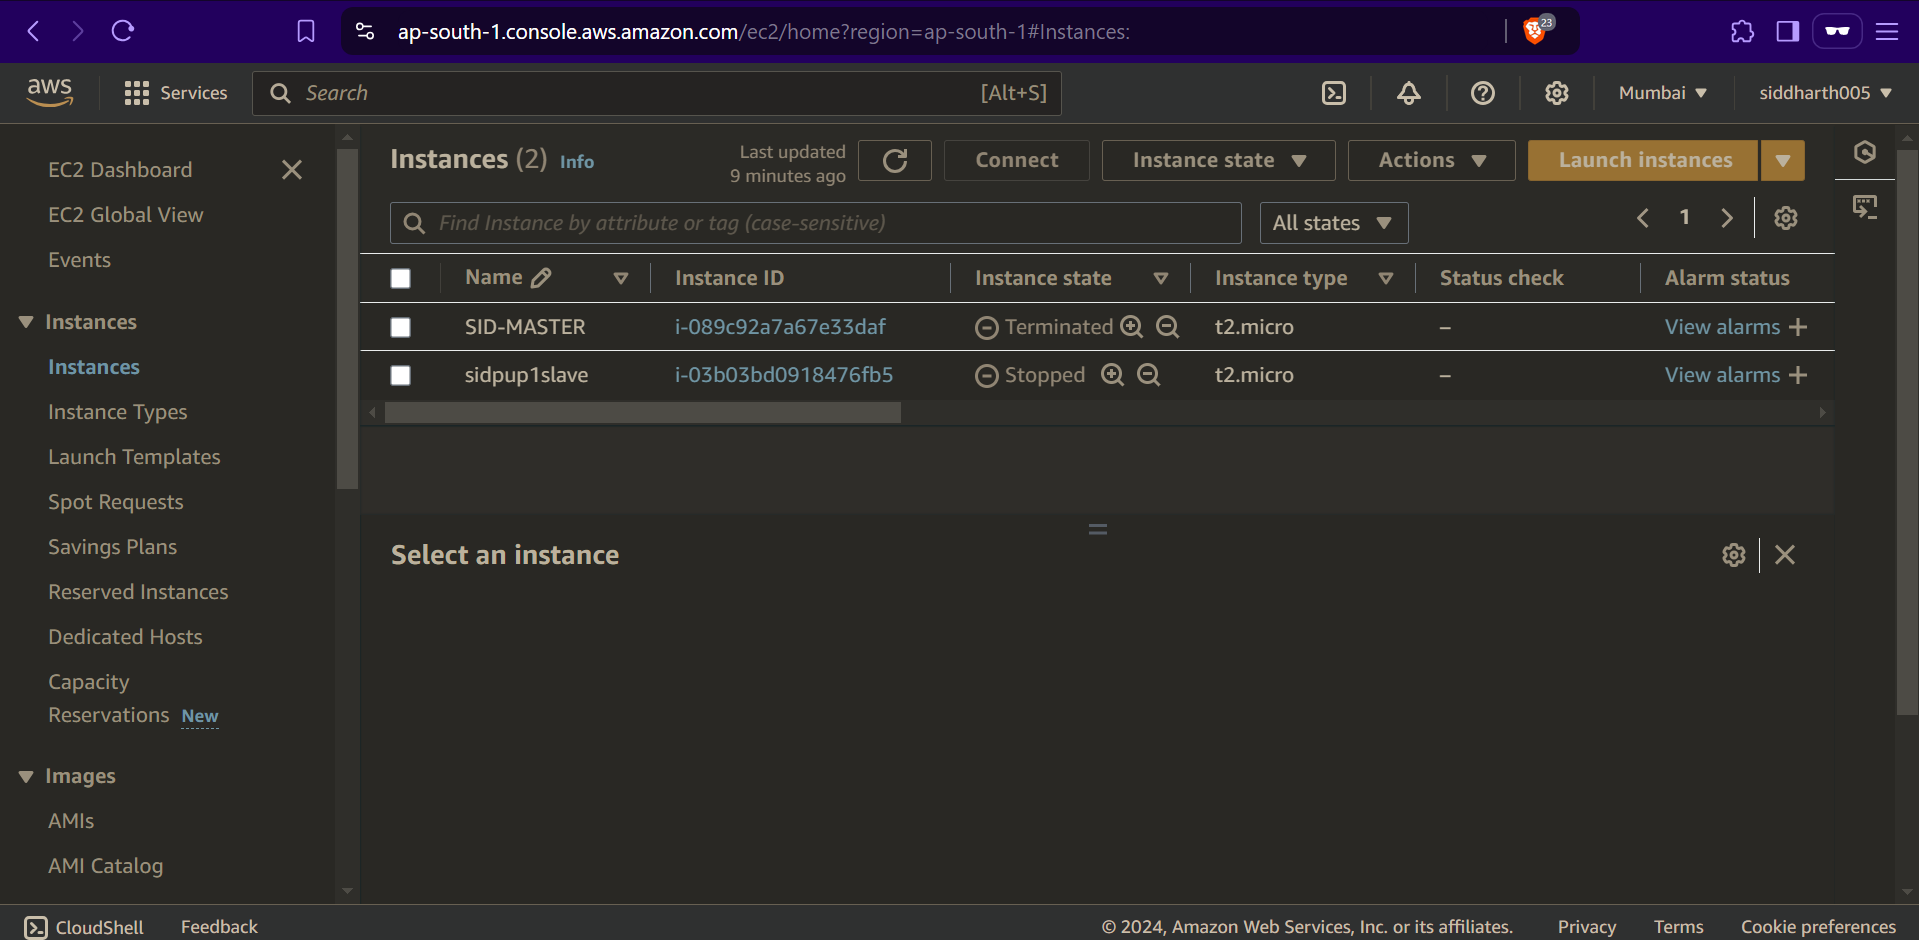 ap-south-1.console.aws.amazon.com/ec2/home?region=ap-south-1#Instances:
23
aws
Services
Search
[Alt+S]
Mumbai
siddharth005
EC2 Dashboard
EC2 Global View
Events
Instances
Instances
Instance Types
Launch Templates
Spot Requests
Savings Plans
Reserved Instances
Dedicated Hosts
Capacity
Reservations New
Images
AMIs
AMI Catalog
Instances (2) Info
Last updated
9 minutes ago
Connect
Instance state
Actions
Launch instances
Find Instance by attribute or tag (case-sensitive)
All states
1
Name Instance ID Instance state Instance type Status check Alarm status
SID-MASTER i-089c92a7a67e33daf Terminated t2.micro – View alarms +
sidpup1slave i-03b03bd0918476fb5 Stopped t2.micro – View alarms +
Select an instance
CloudShell
Feedback
© 2024, Amazon Web Services, Inc. or its affiliates.
Privacy
Terms
Cookie preferences